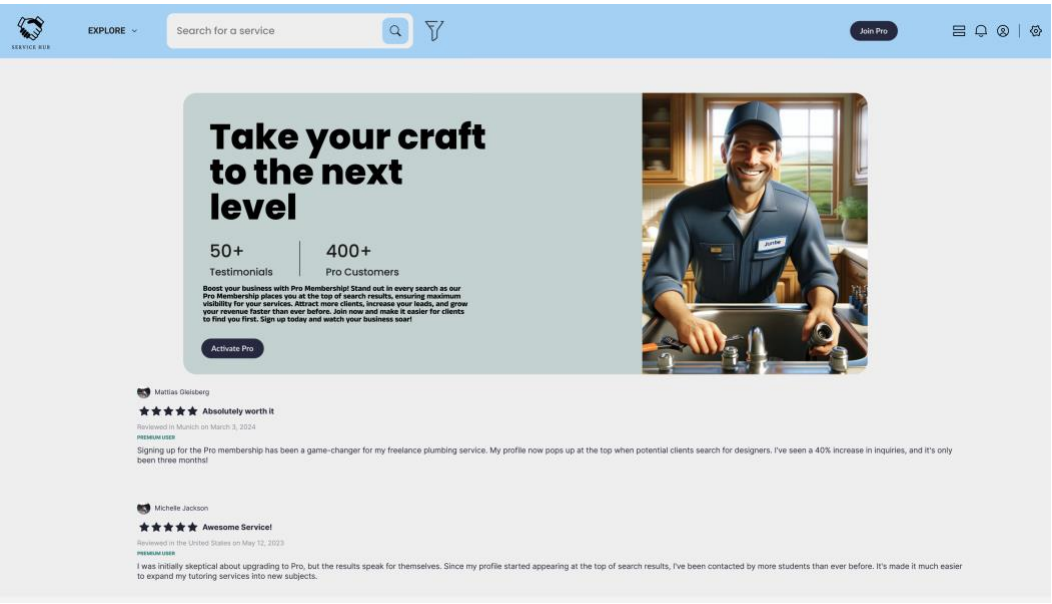 SERVICE HUB
EXPLORE
Search for a service
Join Pro
Take your craft
to the next
level
50+
Testimonials
400+
Pro Customers
Boost your business with Pro Membership! Stand out in every search as our
Pro Membership places you at the top of search results, ensuring maximum
visibility for your services. Attract more clients, increase your leads, and grow
your revenue faster than ever before. Join now and make it easier for clients
to find you first. Sign up today and watch your business soar!
Activate Pro
Mattias Gleisberg
Absolutely worth it
Reviewed in Munich on March 3, 2024
PREMIUM USER
Signing up for the Pro membership has been a game-changer for my freelance plumbing service. My profile now pops up at the top when potential clients search for designers. I've seen a 40% increase in inquiries, and it's only
been three months!
Michelle Jackson
Awesome Service!
Reviewed in the United States on May 12, 2023
PREMIUM USER
I was initially skeptical about upgrading to Pro, but the results speak for themselves. Since my profile started appearing at the top of search results, I've been contacted by more students than ever before. It's made it much easier
to expand my tutoring services into new subjects.